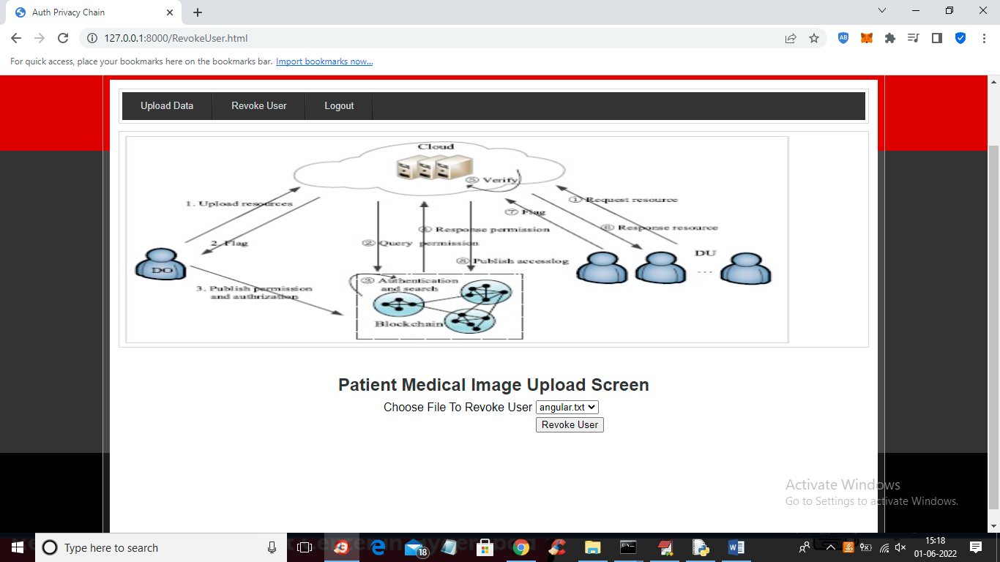 Auth Privacy Chain
127.0.0.1:8000/RevokeUser.html
For quick access, place your bookmarks here on the bookmarks bar. Import bookmarks now...
Upload Data Revoke User Logout
Cloud
⑤ Verify
1. Upload resources
① Request resource
⑦ Flag
④ Response permission
⑥ Response resource
2. Flag
② Query permission
DU
⑧ Publish accesslog
DO
...
③ Authentication
and search
3. Publish permission
and authrization
Blockchain
Patient Medical Image Upload Screen
Choose File To Revoke User angular.txt
Revoke User
Activate Windows
Go to Settings to activate Windows.
Type here to search
18
15:18
01-06-2022